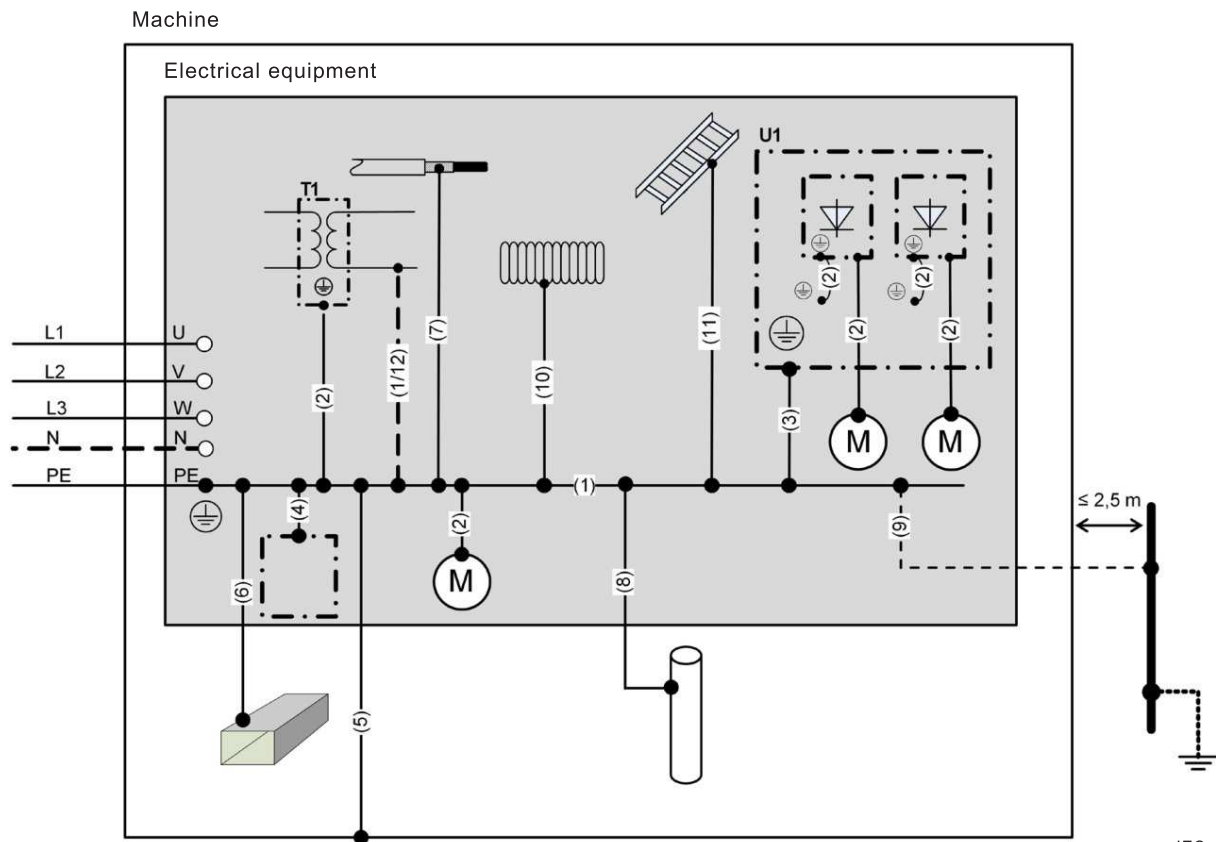 Machine
Electrical equipment
U1
T1
(2) (2)
L1 U
(7) (11) (2) (2)
L2 V
(1/12)
(10)
(2)
L3 W
(3)
N N
M M
PE PE
(1)
(4) (2) (9) ≤ 2,5 m
(6) M (8)
(5)